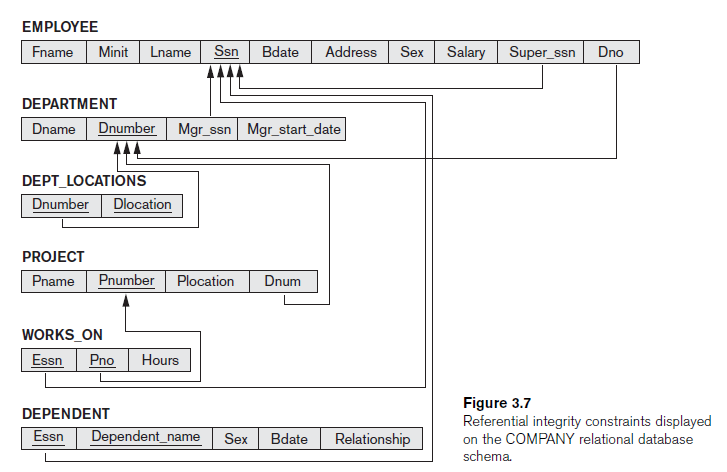 EMPLOYEE
Fname Minit Lname Ssn Bdate Address Sex Salary Super_ssn Dno
DEPARTMENT
Dname Dnumber Mgr_ssn Mgr_start_date
DEPT_LOCATIONS
Dnumber Dlocation
PROJECT
Pname Pnumber Plocation Dnum
WORKS_ON
Essn Pno Hours
DEPENDENT
Essn Dependent_name Sex Bdate Relationship
Figure 3.7
Referential integrity constraints displayed
on the COMPANY relational database
schema.